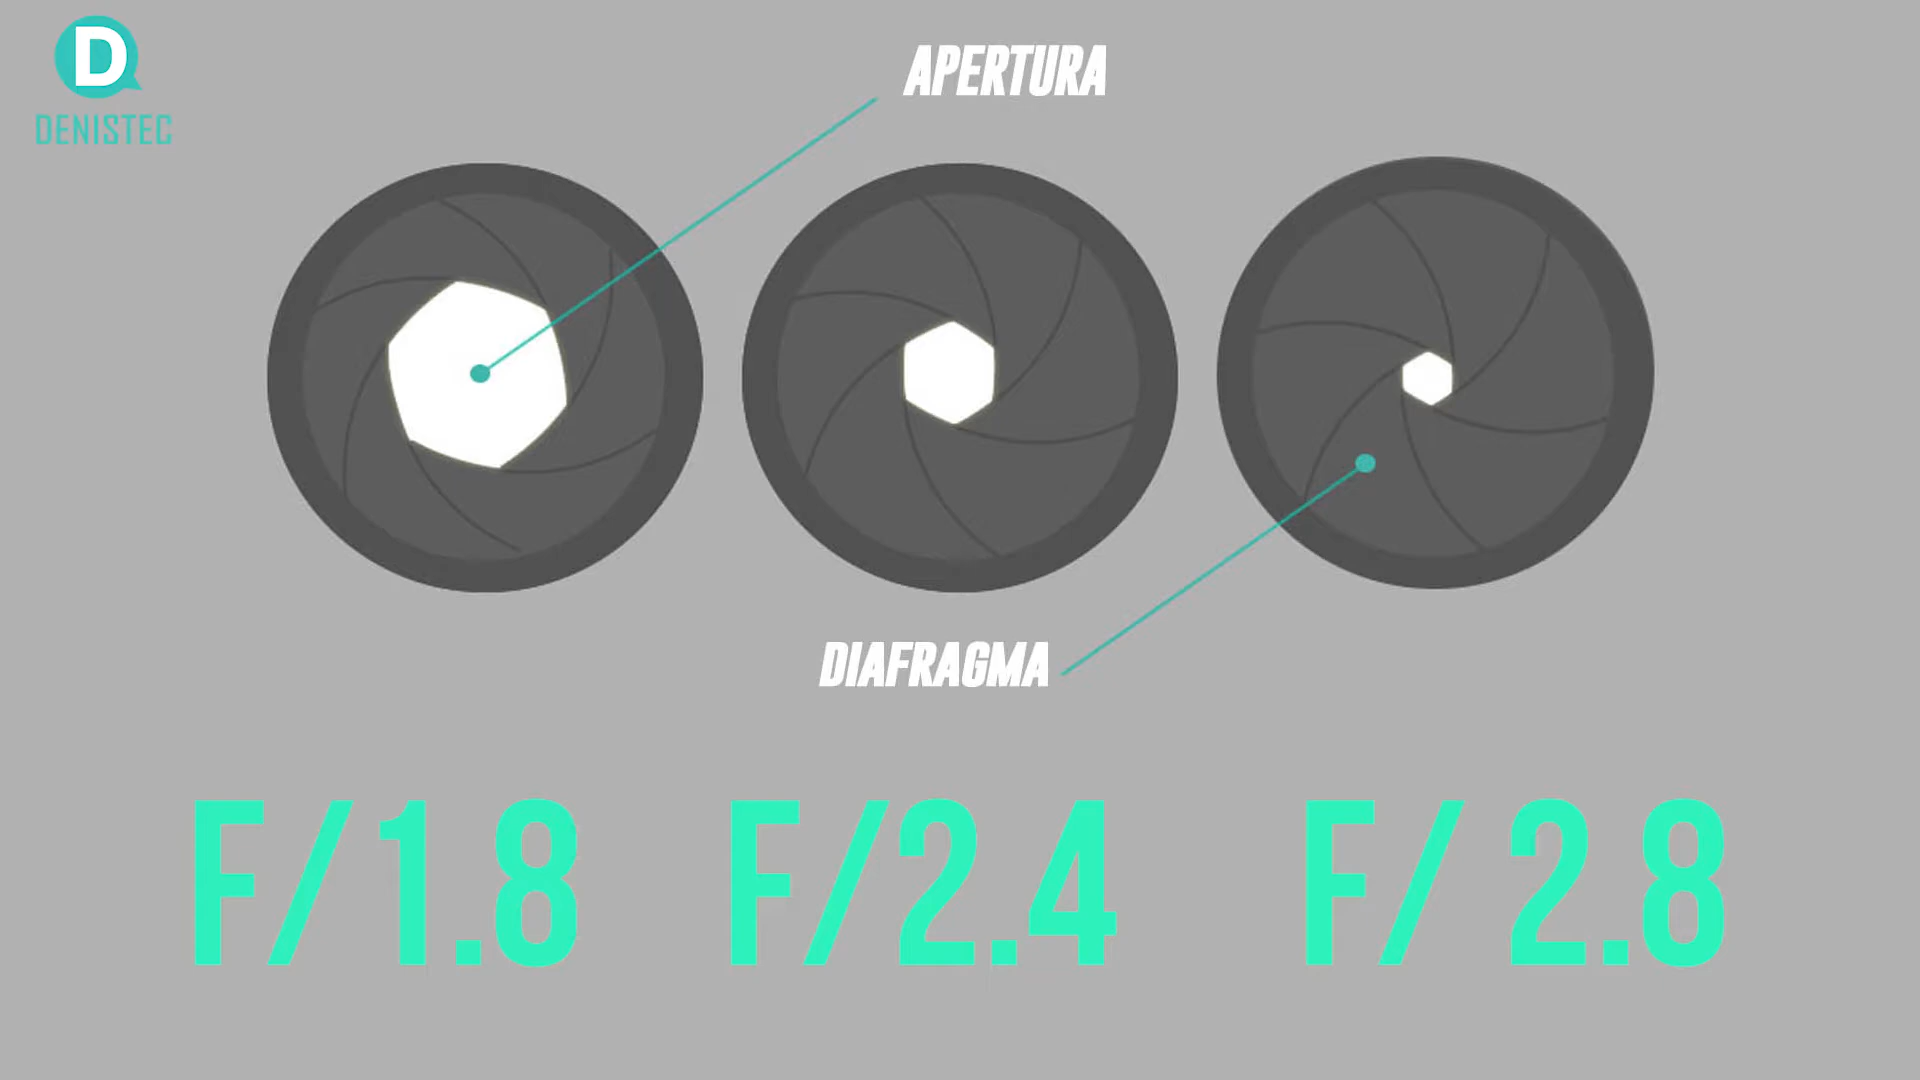 D
DENISTEC
APERTURA
DIAFRAGMA
F/1.8 F/2.4 F/ 2.8